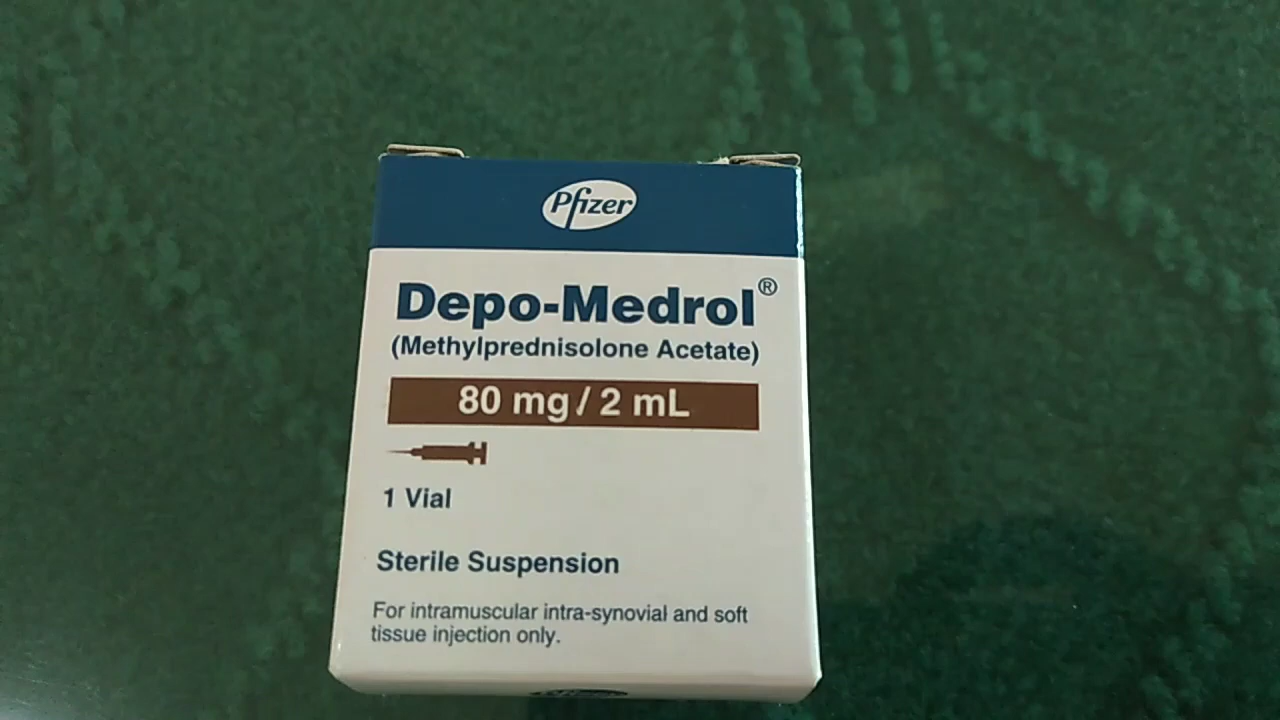 Pfizer
Depo-Medrol®
(Methylprednisolone Acetate)
80 mg / 2 mL
1 Vial
Sterile Suspension
For intramuscular intra-synovial and soft
tissue injection only.